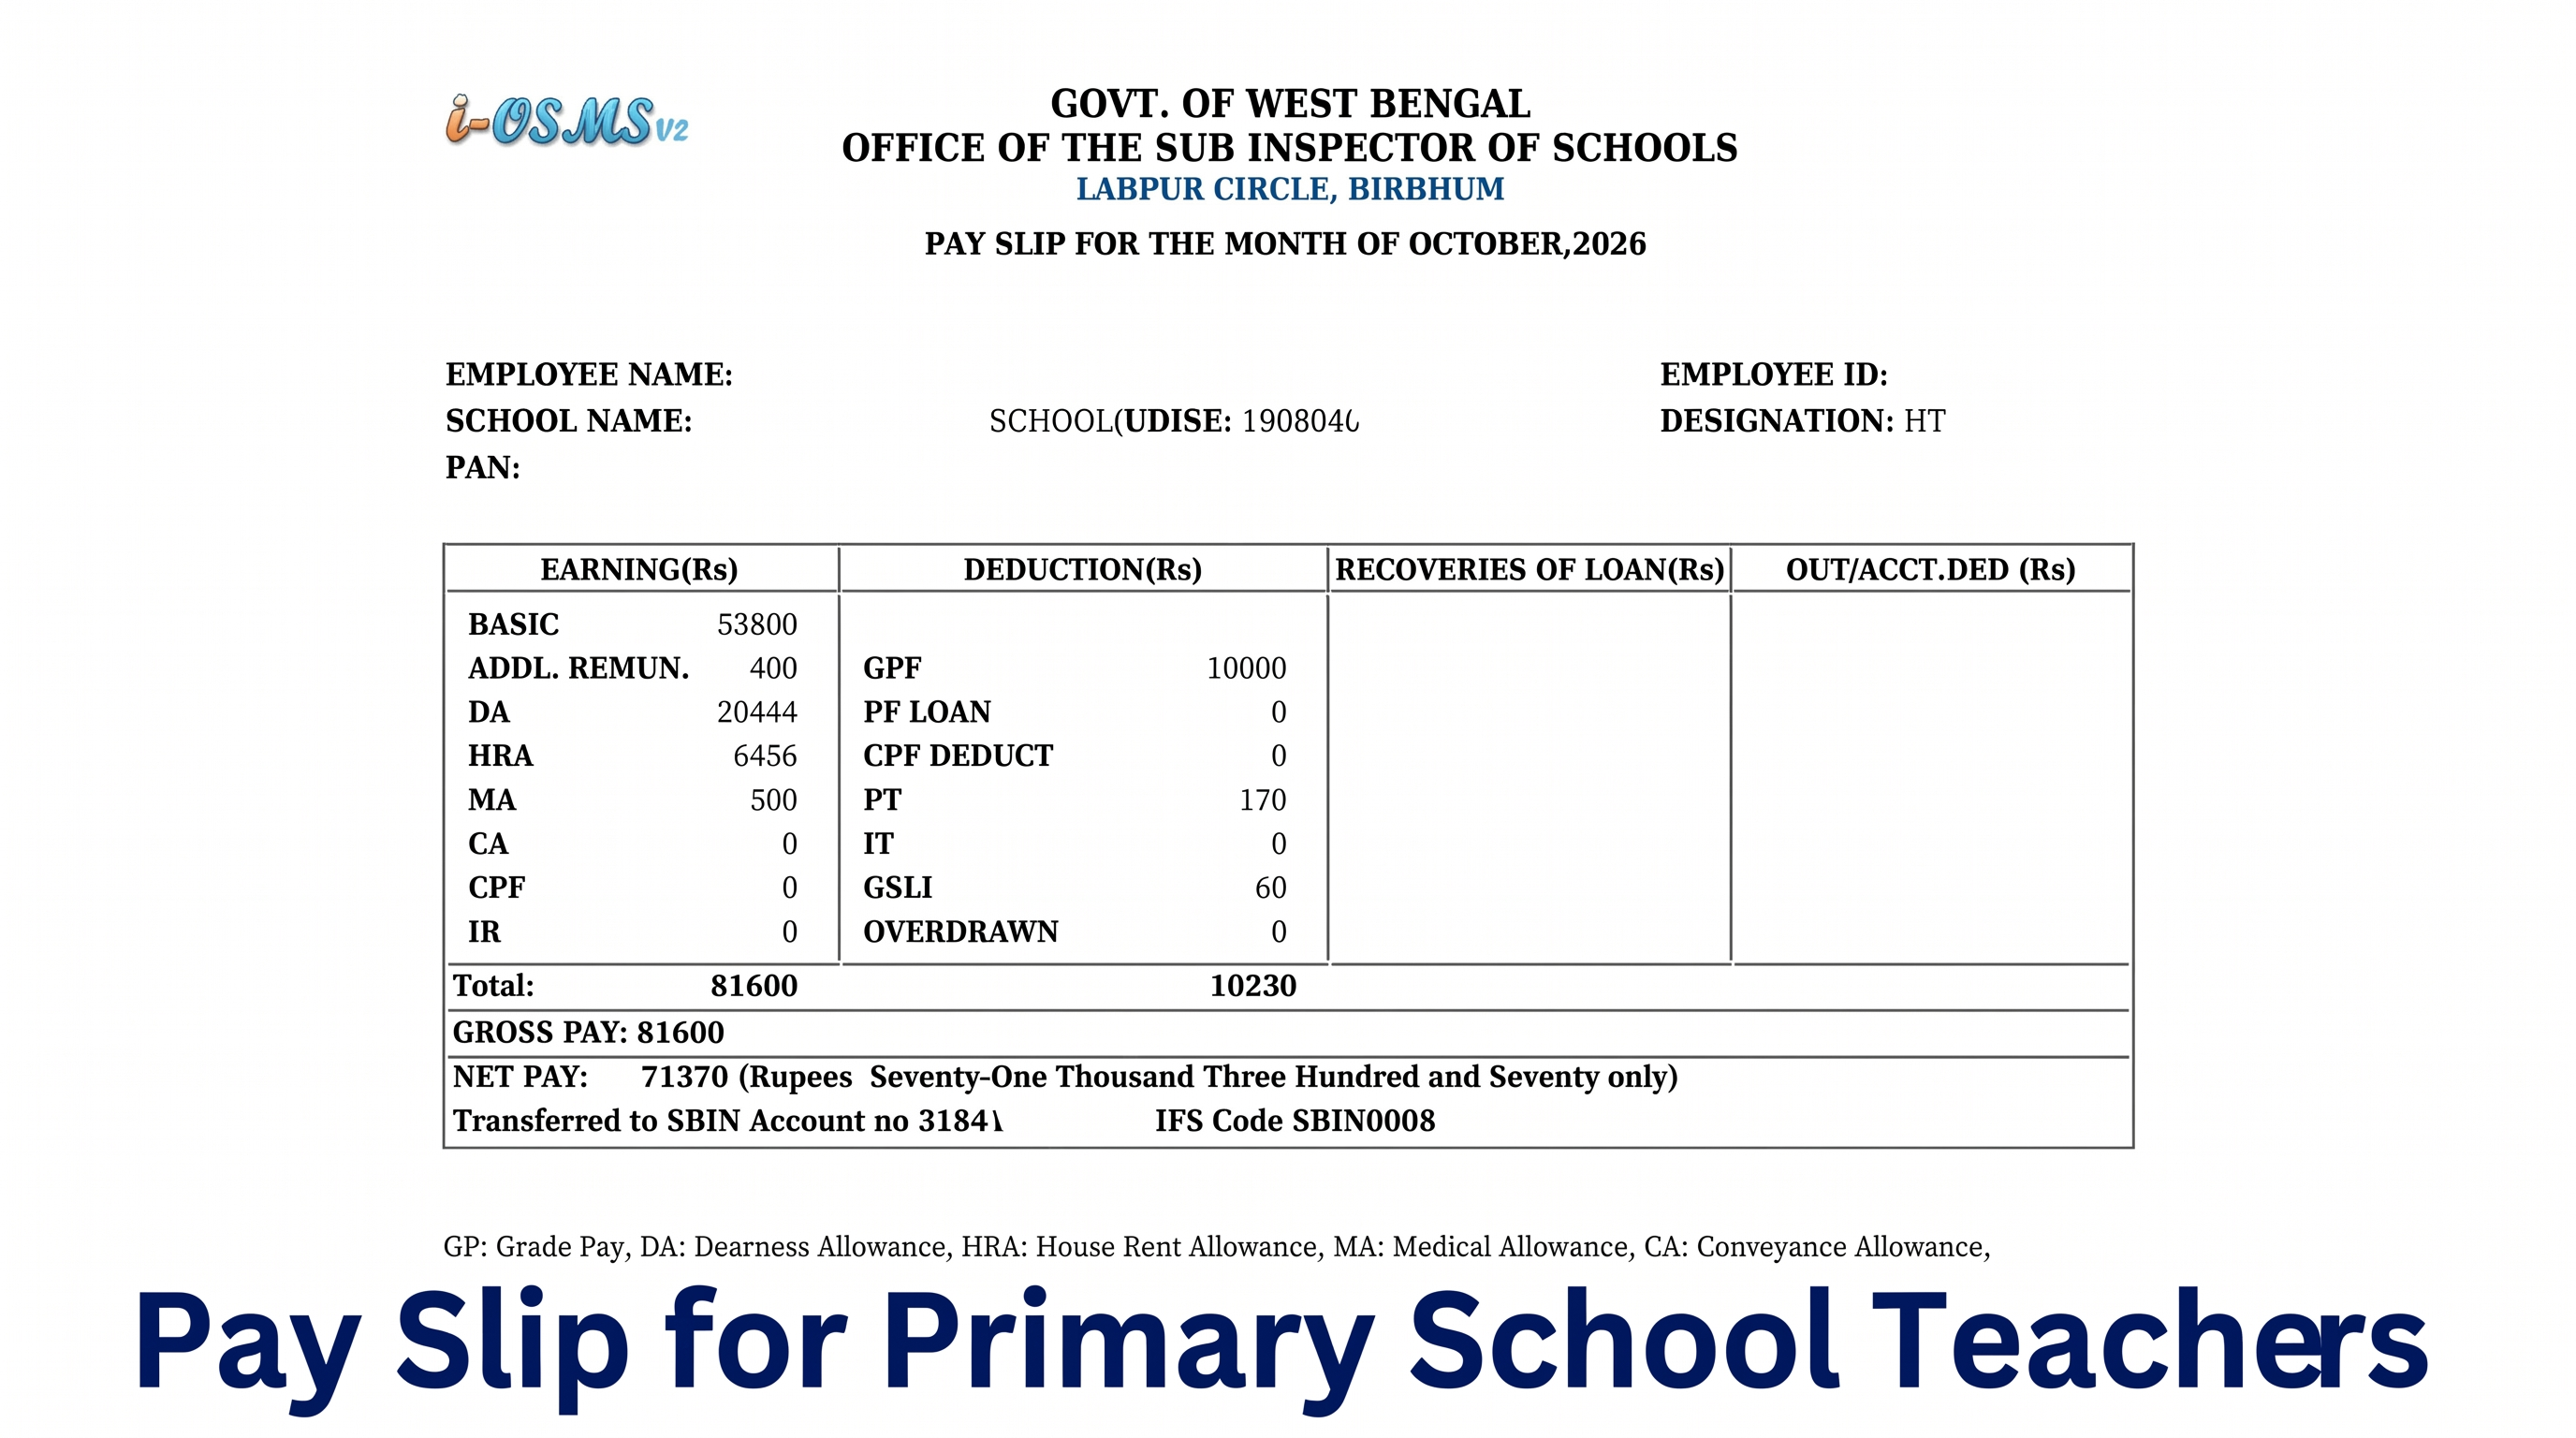 i-OSMS V2
GOVT. OF WEST BENGAL
OFFICE OF THE SUB INSPECTOR OF SCHOOLS
LABPUR CIRCLE, BIRBHUM
PAY SLIP FOR THE MONTH OF OCTOBER,2026
EMPLOYEE NAME: EMPLOYEE ID:
SCHOOL NAME: SCHOOL(UDISE: 190804 DESIGNATION: HT
PAN:
EARNING(Rs) DEDUCTION(Rs) RECOVERIES OF LOAN(Rs) OUT/ACCT.DED (Rs)
BASIC 53800
ADDL. REMUN. 400 GPF 10000
DA 20444 PF LOAN 0
HRA 6456 CPF DEDUCT 0
MA 500 PT 170
CA 0 IT 0
CPF 0 GSLI 60
IR 0 OVERDRAWN 0
Total: 81600 10230
GROSS PAY: 81600
NET PAY: 71370 (Rupees Seventy-One Thousand Three Hundred and Seventy only)
Transferred to SBIN Account no 3184 IFS Code SBIN0008
GP: Grade Pay, DA: Dearness Allowance, HRA: House Rent Allowance, MA: Medical Allowance, CA: Conveyance Allowance,
Pay Slip for Primary School Teachers